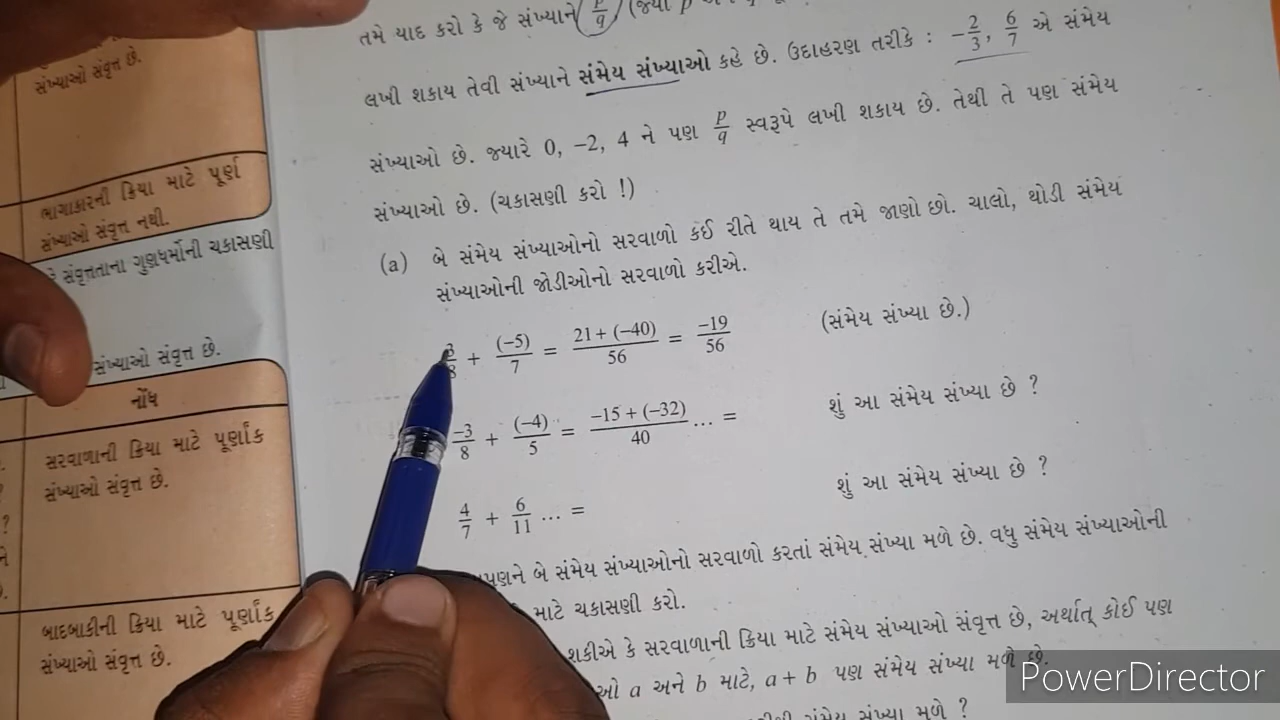 સંખ્યાઓ સંવૃત્ત છે.
ભાગાકારની ક્રિયા માટે પૂર્ણ
સંખ્યાઓ સંવૃત્ત નથી.
સંવૃત્તતાના ગુણધર્મોની ચકાસણી
સંખ્યાઓ સંવૃત્ત છે.
નોંધ
સરવાળાની ક્રિયા માટે પૂર્ણાંક
સંખ્યાઓ સંવૃત્ત છે.
બાદબાકીની ક્રિયા માટે પૂર્ણાંક
સંખ્યાઓ સંવૃત્ત છે.
તમે યાદ કરો કે જે સંખ્યાને p/q (જ્યાં p
લખી શકાય તેવી સંખ્યાને સંમેય સંખ્યાઓ કહે છે. ઉદાહરણ તરીકે : -2/3, 6/7 એ સંમેય
સંખ્યાઓ છે. જ્યારે 0, -2, 4 ને પણ p/q સ્વરૂપે લખી શકાય છે. તેથી તે પણ સંમેય
સંખ્યાઓ છે. (ચકાસણી કરો !)
(a) બે સંમેય સંખ્યાઓનો સરવાળો કઈ રીતે થાય તે તમે જાણો છો. ચાલો, થોડી સંમેય
સંખ્યાઓની જોડીઓનો સરવાળો કરીએ.
3/8 + (-5)/7 = 21 + (-40)/56 = -19/56 (સંમેય સંખ્યા છે.)
-3/8 + (-4)/5 = -15 + (-32)/40 ... = શું આ સંમેય સંખ્યા છે ?
4/7 + 6/11 ... = શું આ સંમેય સંખ્યા છે ?
બે સંમેય સંખ્યાઓનો સરવાળો કરતાં સંમેય સંખ્યા મળે છે. વધુ સંમેય સંખ્યાઓની
માટે ચકાસણી કરો.
શકીએ કે સરવાળાની ક્રિયા માટે સંમેય સંખ્યાઓ સંવૃત્ત છે, અર્થાત્ કોઈ પણ
a અને b માટે, a + b પણ સંમેય સંખ્યા મળે છે.
સંમેય સંખ્યા મળે ?
PowerDirector